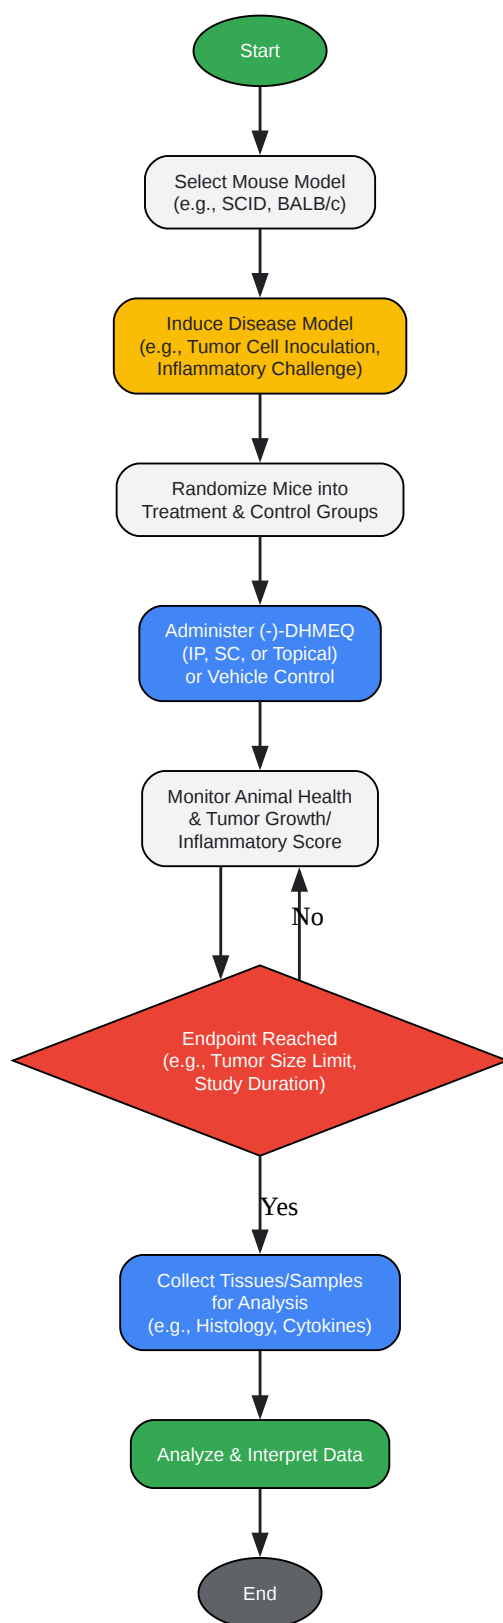 Start
Select Mouse Model
(e.g., SCID, BALB/c)
Induce Disease Model
(e.g., Tumor Cell Inoculation,
Inflammatory Challenge)
Randomize Mice into
Treatment & Control Groups
Administer (-)-DHMEQ
(IP, SC, or Topical)
or Vehicle Control
Monitor Animal Health
& Tumor Growth/
Inflammatory Score
No
Endpoint Reached
(e.g., Tumor Size Limit,
Study Duration)
Yes
Collect Tissues/Samples
for Analysis
(e.g., Histology, Cytokines)
Analyze & Interpret Data
End